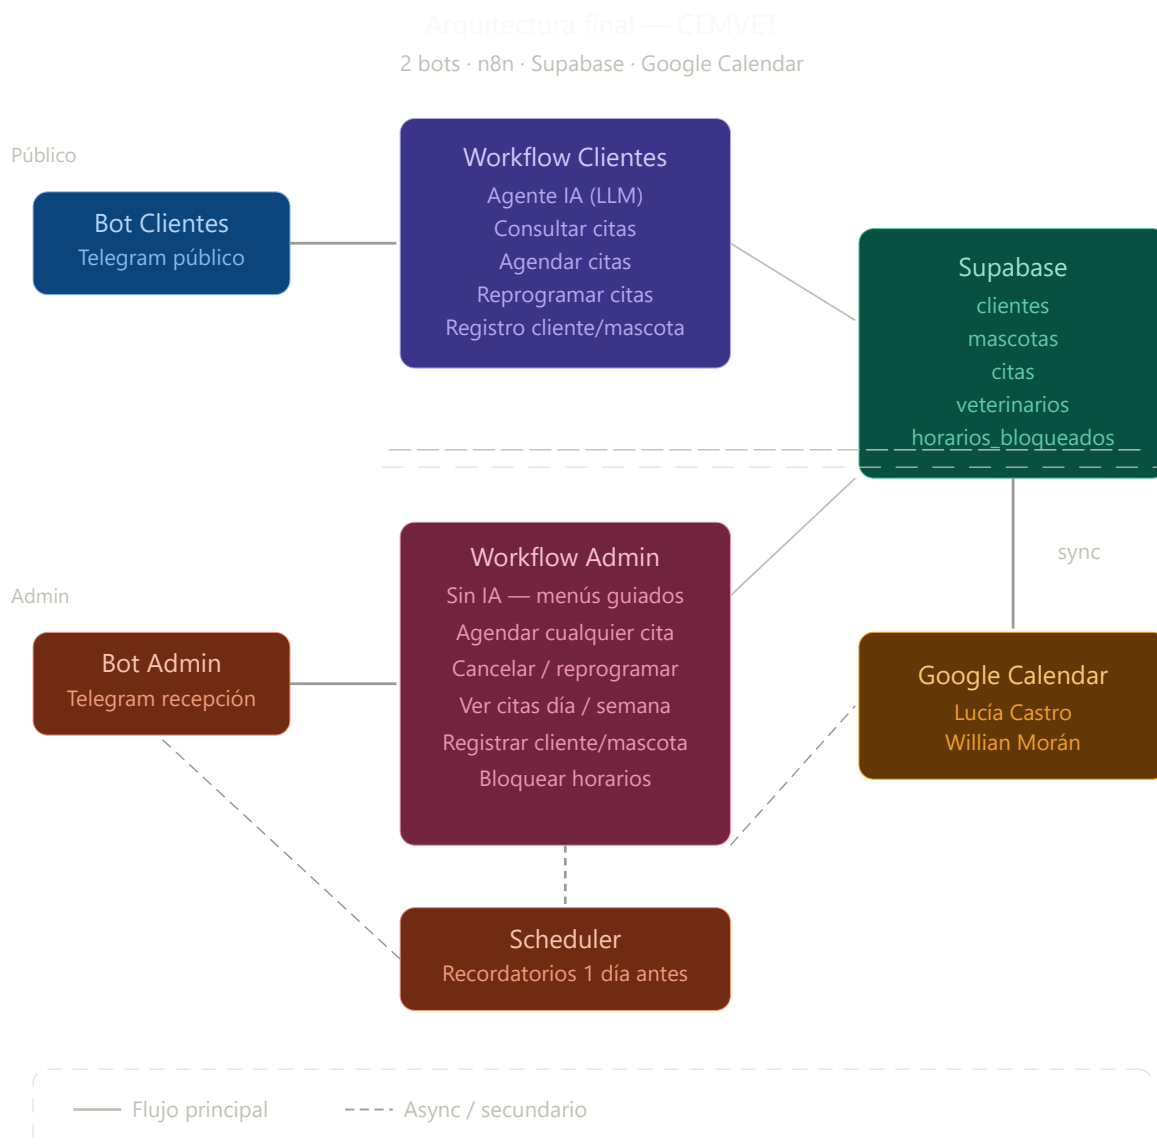 Arquitectura final — CEMVET
2 bots · n8n · Supabase · Google Calendar
Público
Bot Clientes
Telegram público
Workflow Clientes
Agente IA (LLM)
Consultar citas
Agendar citas
Reprogramar citas
Registro cliente/mascota
Supabase
clientes
mascotas
citas
veterinarios
horarios_bloqueados
sync
Admin
Bot Admin
Telegram recepción
Workflow Admin
Sin IA — menús guiados
Agendar cualquier cita
Cancelar / reprogramar
Ver citas día / semana
Registrar cliente/mascota
Bloquear horarios
Google Calendar
Lucía Castro
Willian Morán
Scheduler
Recordatorios 1 día antes
Flujo principal
Async / secundario